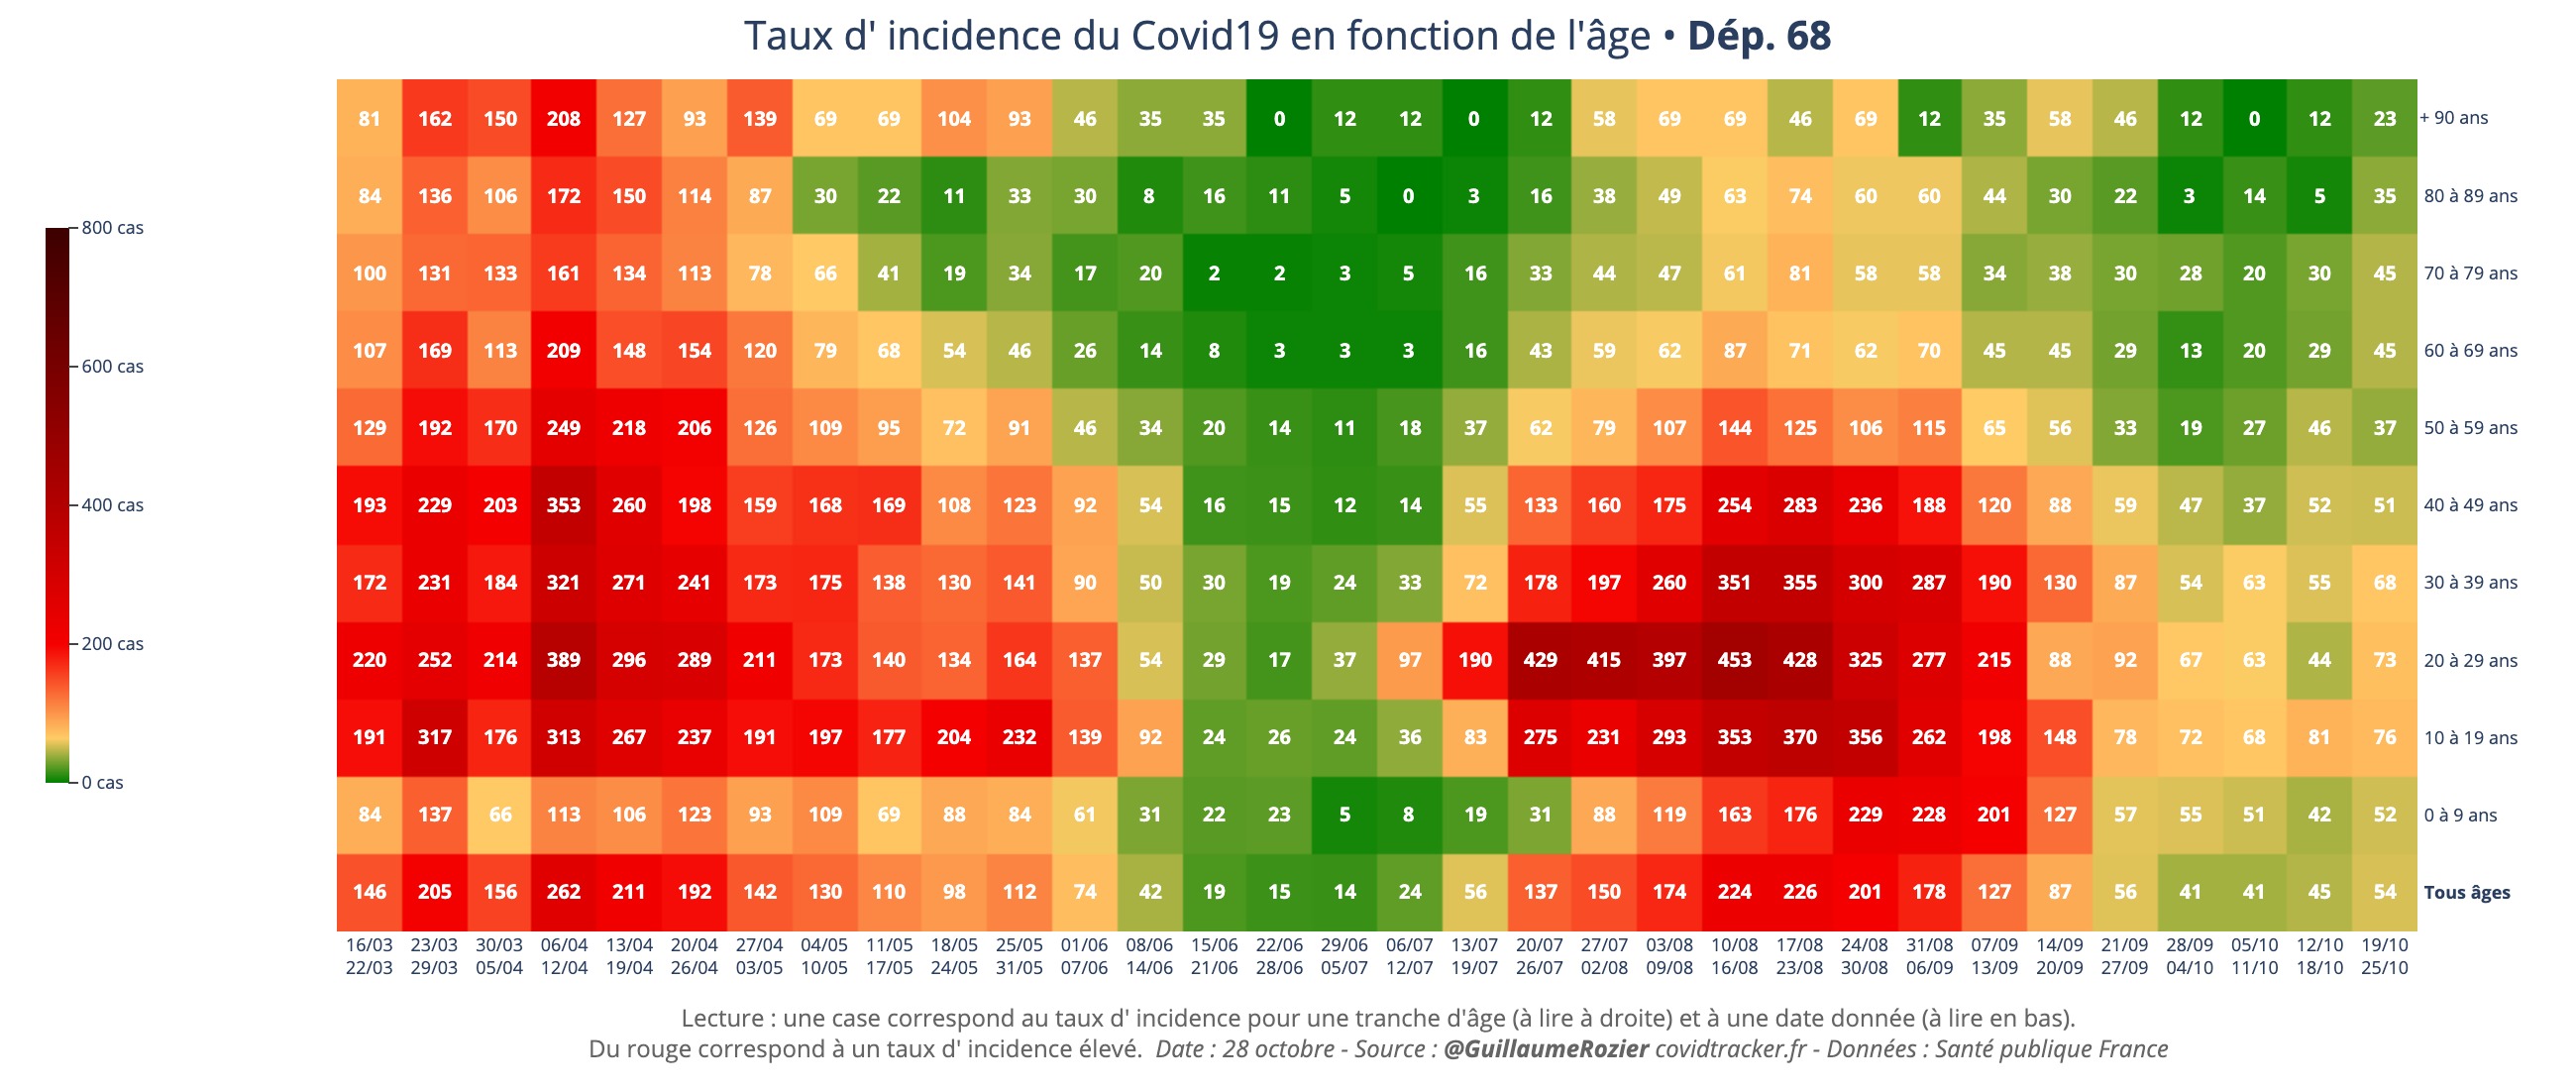 Taux d' incidence du Covid19 en fonction de l'âge • Dép. 68
81 162 150 208 127 93 139 69 69 104 93 46 35 35 0 12 12 0 12 58 69 69 46 69 12 35 58 46 12 0 12 23 + 90 ans
84 136 106 172 150 114 87 30 22 11 33 30 8 16 11 5 0 3 16 38 49 63 74 60 60 44 30 22 3 14 5 35 80 à 89 ans
800 cas
100 131 133 161 134 113 78 66 41 19 34 17 20 2 2 3 5 16 33 44 47 61 81 58 58 34 38 30 28 20 30 45 70 à 79 ans
107 169 113 209 148 154 120 79 68 54 46 26 14 8 3 3 3 16 43 59 62 87 71 62 70 45 45 29 13 20 29 45 60 à 69 ans
600 cas
129 192 170 249 218 206 126 109 95 72 91 46 34 20 14 11 18 37 62 79 107 144 125 106 115 65 56 33 19 27 46 37 50 à 59 ans
400 cas
193 229 203 353 260 198 159 168 169 108 123 92 54 16 15 12 14 55 133 160 175 254 283 236 188 120 88 59 47 37 52 51 40 à 49 ans
172 231 184 321 271 241 173 175 138 130 141 90 50 30 19 24 33 72 178 197 260 351 355 300 287 190 130 87 54 63 55 68 30 à 39 ans
200 cas
220 252 214 389 296 289 211 173 140 134 164 137 54 29 17 37 97 190 429 415 397 453 428 325 277 215 88 92 67 63 44 73 20 à 29 ans
191 317 176 313 267 237 191 197 177 204 232 139 92 24 26 24 36 83 275 231 293 353 370 356 262 198 148 78 72 68 81 76 10 à 19 ans
0 cas
84 137 66 113 106 123 93 109 69 88 84 61 31 22 23 5 8 19 31 88 119 163 176 229 228 201 127 57 55 51 42 52 0 à 9 ans
146 205 156 262 211 192 142 130 110 98 112 74 42 19 15 14 24 56 137 150 174 224 226 201 178 127 87 56 41 41 45 54 Tous âges
16/03 23/03 30/03 06/04 13/04 20/04 27/04 04/05 11/05 18/05 25/05 01/06 08/06 15/06 22/06 29/06 06/07 13/07 20/07 27/07 03/08 10/08 17/08 24/08 31/08 07/09 14/09 21/09 28/09 05/10 12/10 19/10
22/03 29/03 05/04 12/04 19/04 26/04 03/05 10/05 17/05 24/05 31/05 07/06 14/06 21/06 28/06 05/07 12/07 19/07 26/07 02/08 09/08 16/08 23/08 30/08 06/09 13/09 20/09 27/09 04/10 11/10 18/10 25/10
Lecture : une case correspond au taux d' incidence pour une tranche d'âge (à lire à droite) et à une date donnée (à lire en bas).
Du rouge correspond à un taux d' incidence élevé. Date : 28 octobre - Source : @GuillaumeRozier covidtracker.fr - Données : Santé publique France